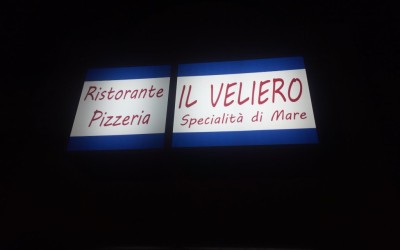 Ristorante
Pizzeria
IL VELIERO
Specialità di Mare